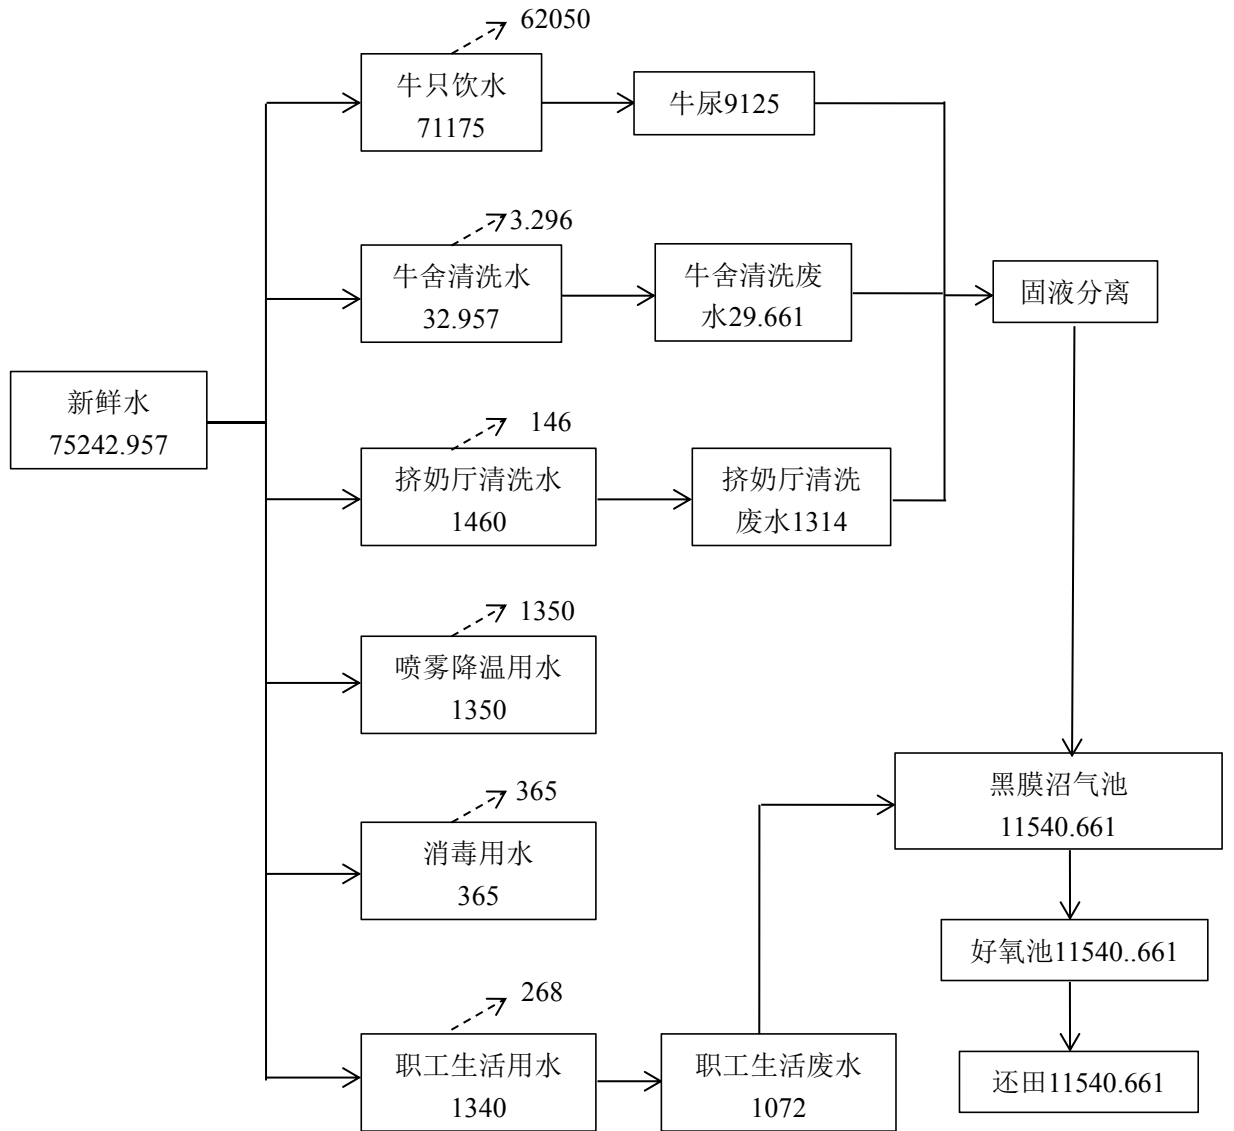 62050
牛只饮水
71175
牛尿9125
3.296
牛舍清洗水
32.957
牛舍清洗废
水29.661
固液分离
新鲜水
75242.957
146
挤奶厅清洗水
1460
挤奶厅清洗
废水1314
1350
喷雾降温用水
1350
黑膜沼气池
11540.661
365
消毒用水
365
好氧池11540..661
268
职工生活用水
1340
职工生活废水
1072
还田11540.661